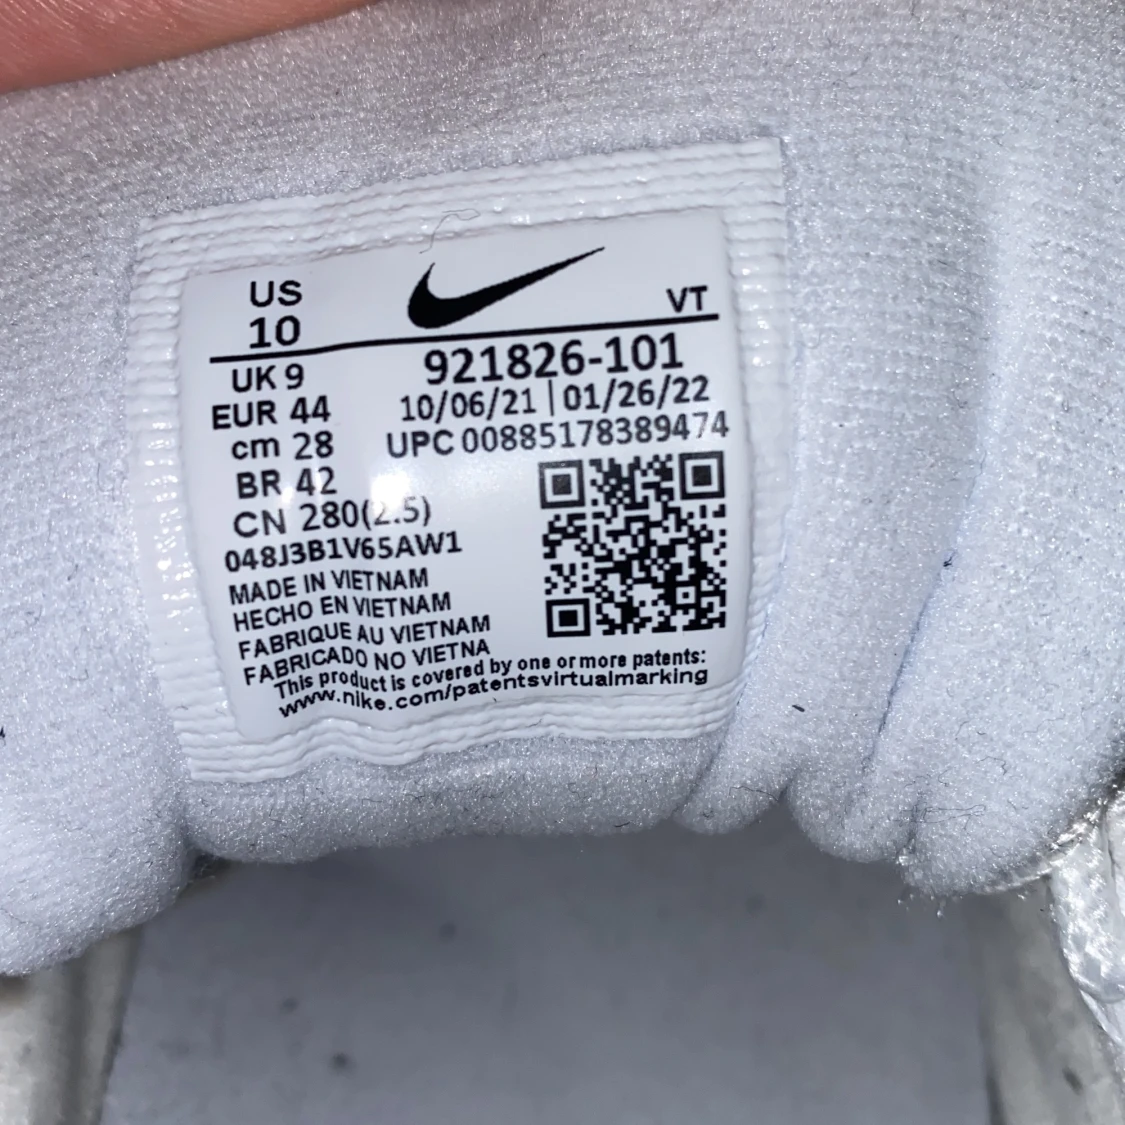 US
10
VT
UK 9
921826-101
EUR 44
10/06/21 | 01/26/22
cm 28
UPC 00885178389474
BR 42
CN 280(2.5)
048J3B1V65AW1
MADE IN VIETNAM
HECHO EN VIETNAM
FABRIQUE AU VIETNAM
FABRICADO NO VIETNA
This product is covered by one or more patents:
www.nike.com/patentsvirtualmarking